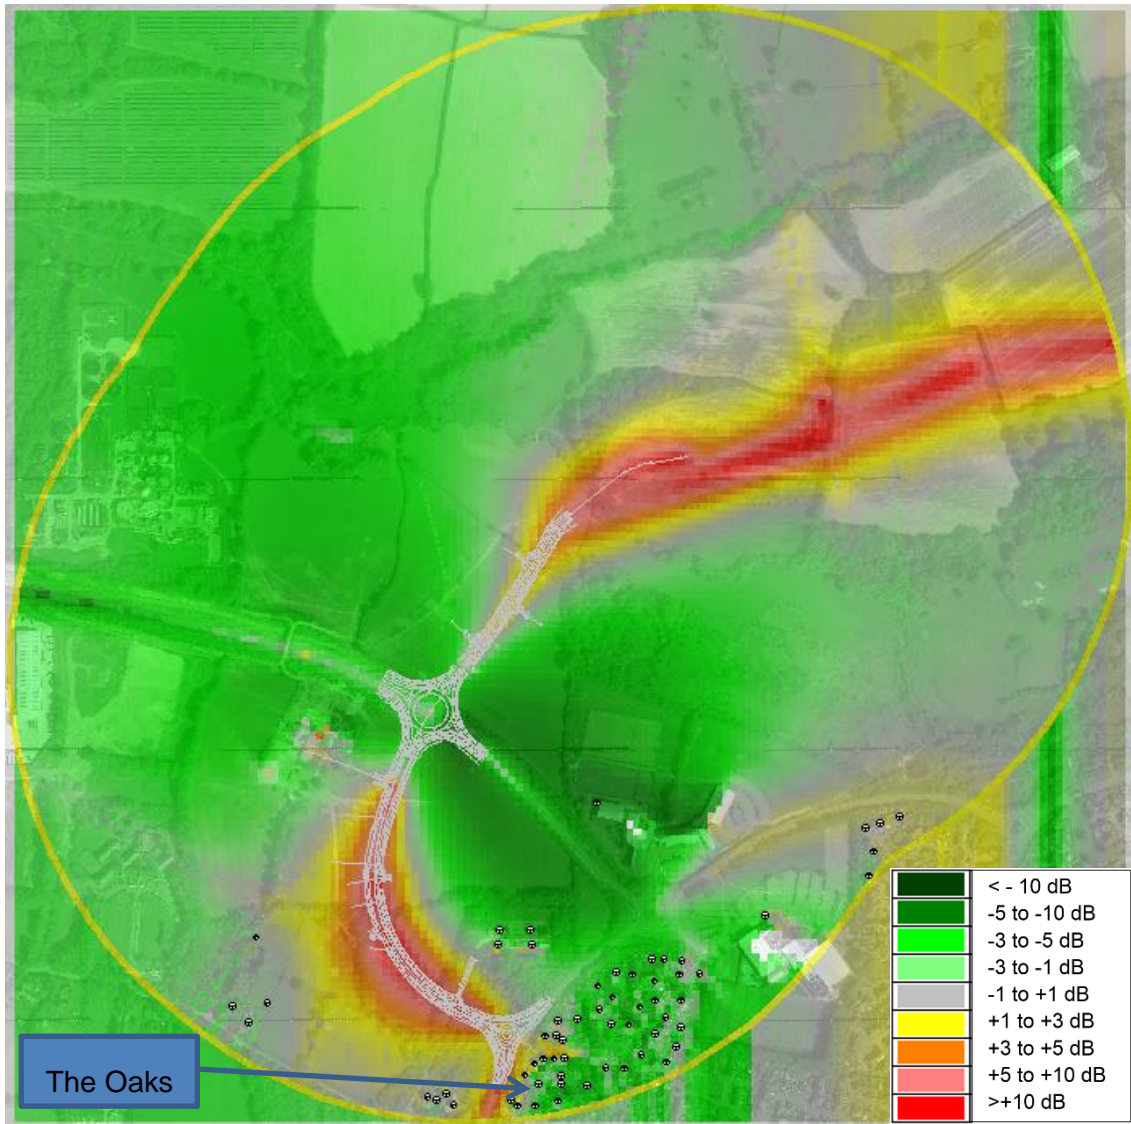 < - 10 dB
-5 to -10 dB
-3 to -5 dB
-3 to -1 dB
-1 to +1 dB
+1 to +3 dB
+3 to +5 dB
+5 to +10 dB
>+10 dB
The Oaks